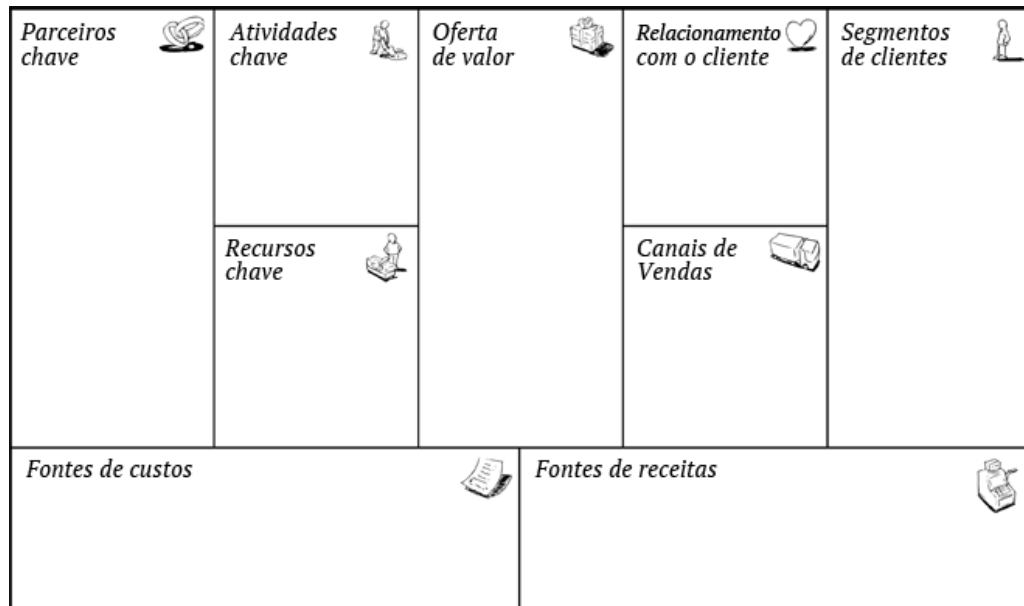 Parceiros
chave
Atividades
chave
Oferta
de valor
Relacionamento
com o cliente
Segmentos
de clientes
Recursos
chave
Canais de
Vendas
Fontes de custos
Fontes de receitas